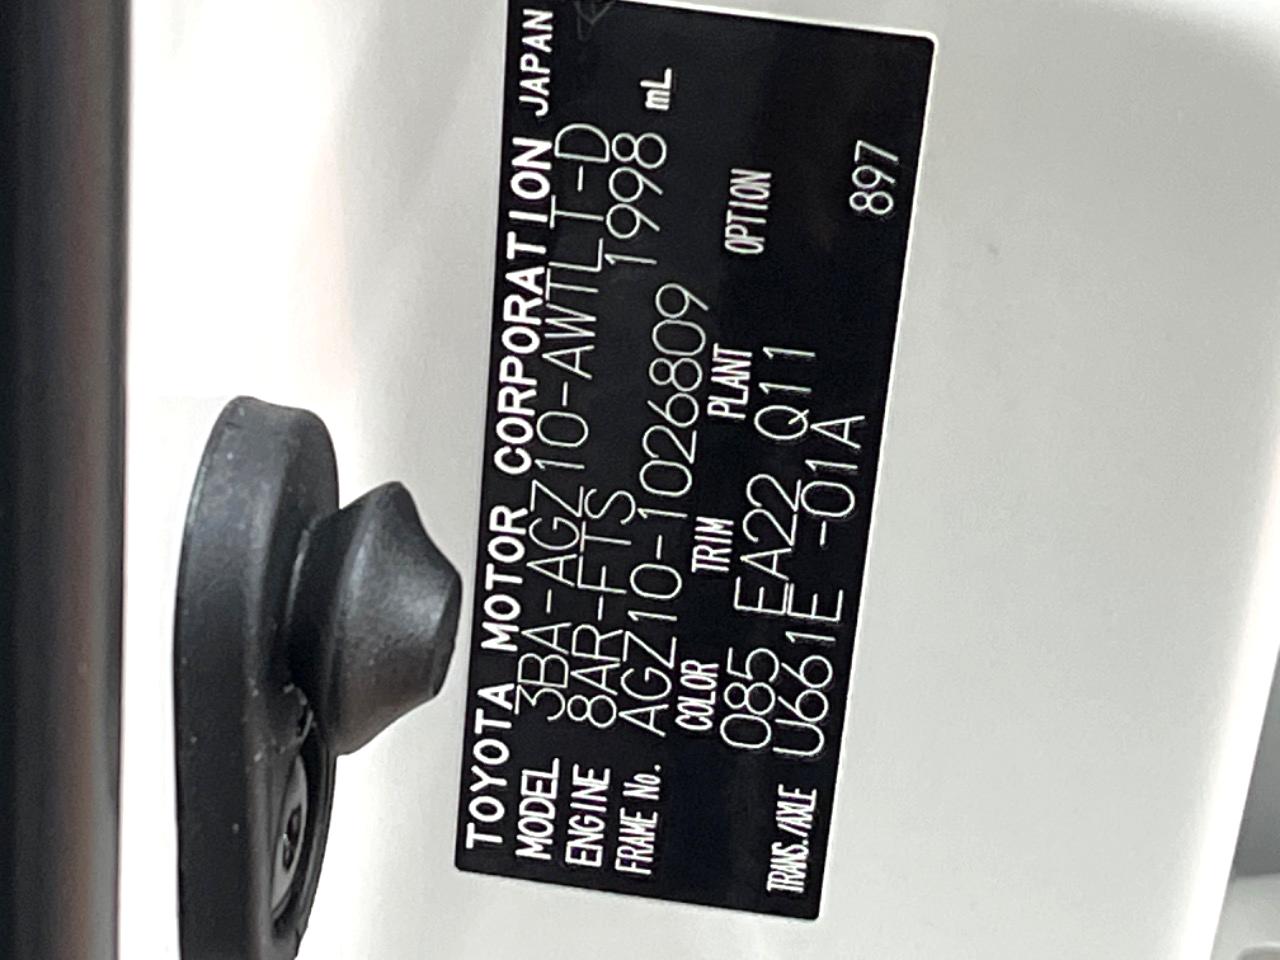 TOYOTA MOTOR CORPORATION JAPAN
MODEL 3BA-AGZ10-AWTLT-D
ENGINE 8AR-FTS 1998 mL
FRAME No. AGZ10-1026809
COLOR TRIM PLANT OPTION
085 EA22 Q11
TRANS./AXLE U661E -01A 897